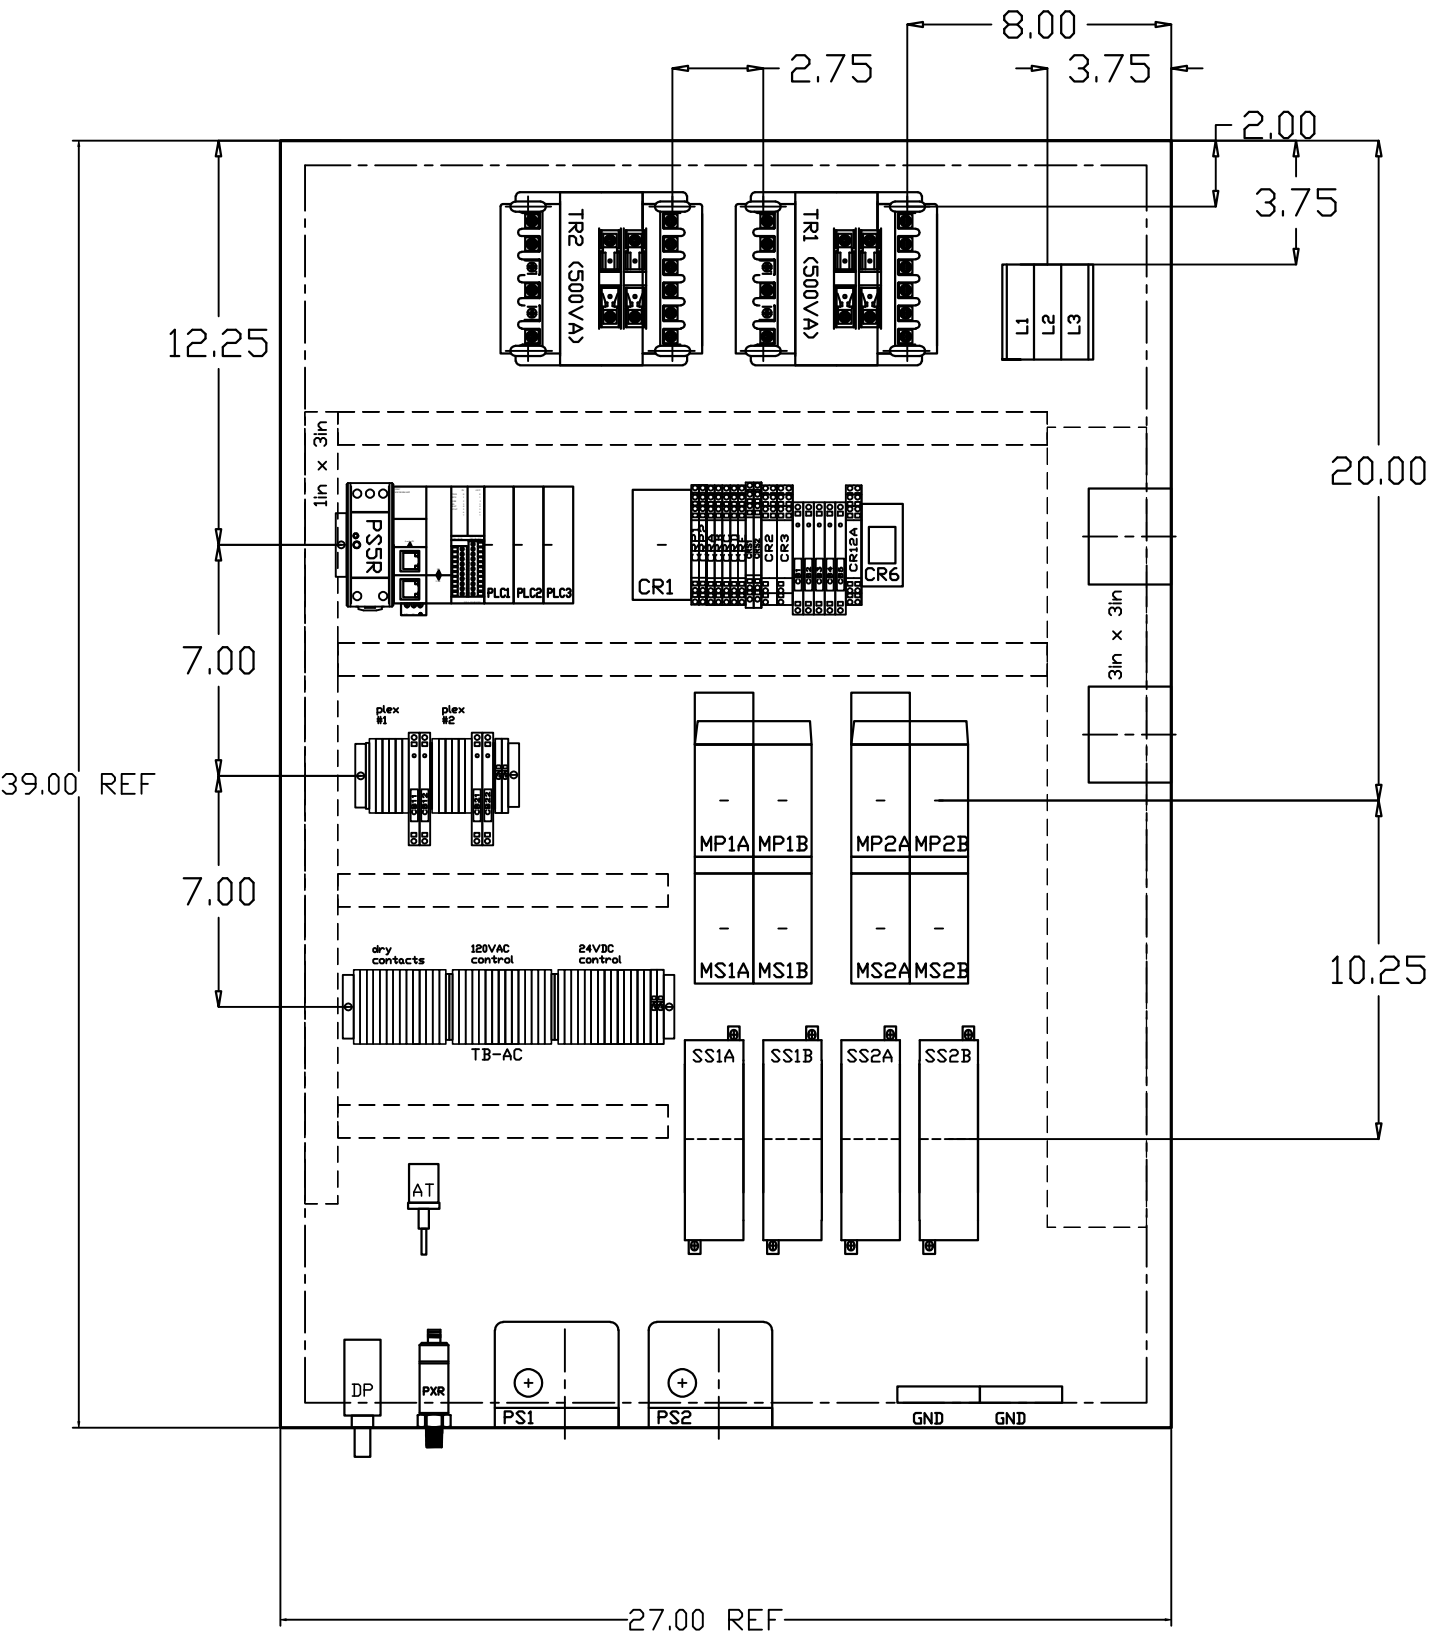 8.00
2.75
3.75
2.00
3.75
TR2 (500VA)
TR1 (500VA)
L1
L2
L3
12.25
1in x 3in
20.00
PS5R
PLC1
PLC2
PLC3
CR1
CR2
CR3
CR12A
CR6
3in x 3in
7.00
plex
#1
plex
#2
39.00 REF
CB11
CB12
CB21
CB22
MP1A
MP1B
MP2A
MP2B
7.00
dry
contacts
120VAC
control
24VDC
control
MS1A
MS1B
MS2A
MS2B
10.25
TB-AC
SS1A
SS1B
SS2A
SS2B
AT
DP
PXR
PS1
PS2
GND
GND
27.00 REF